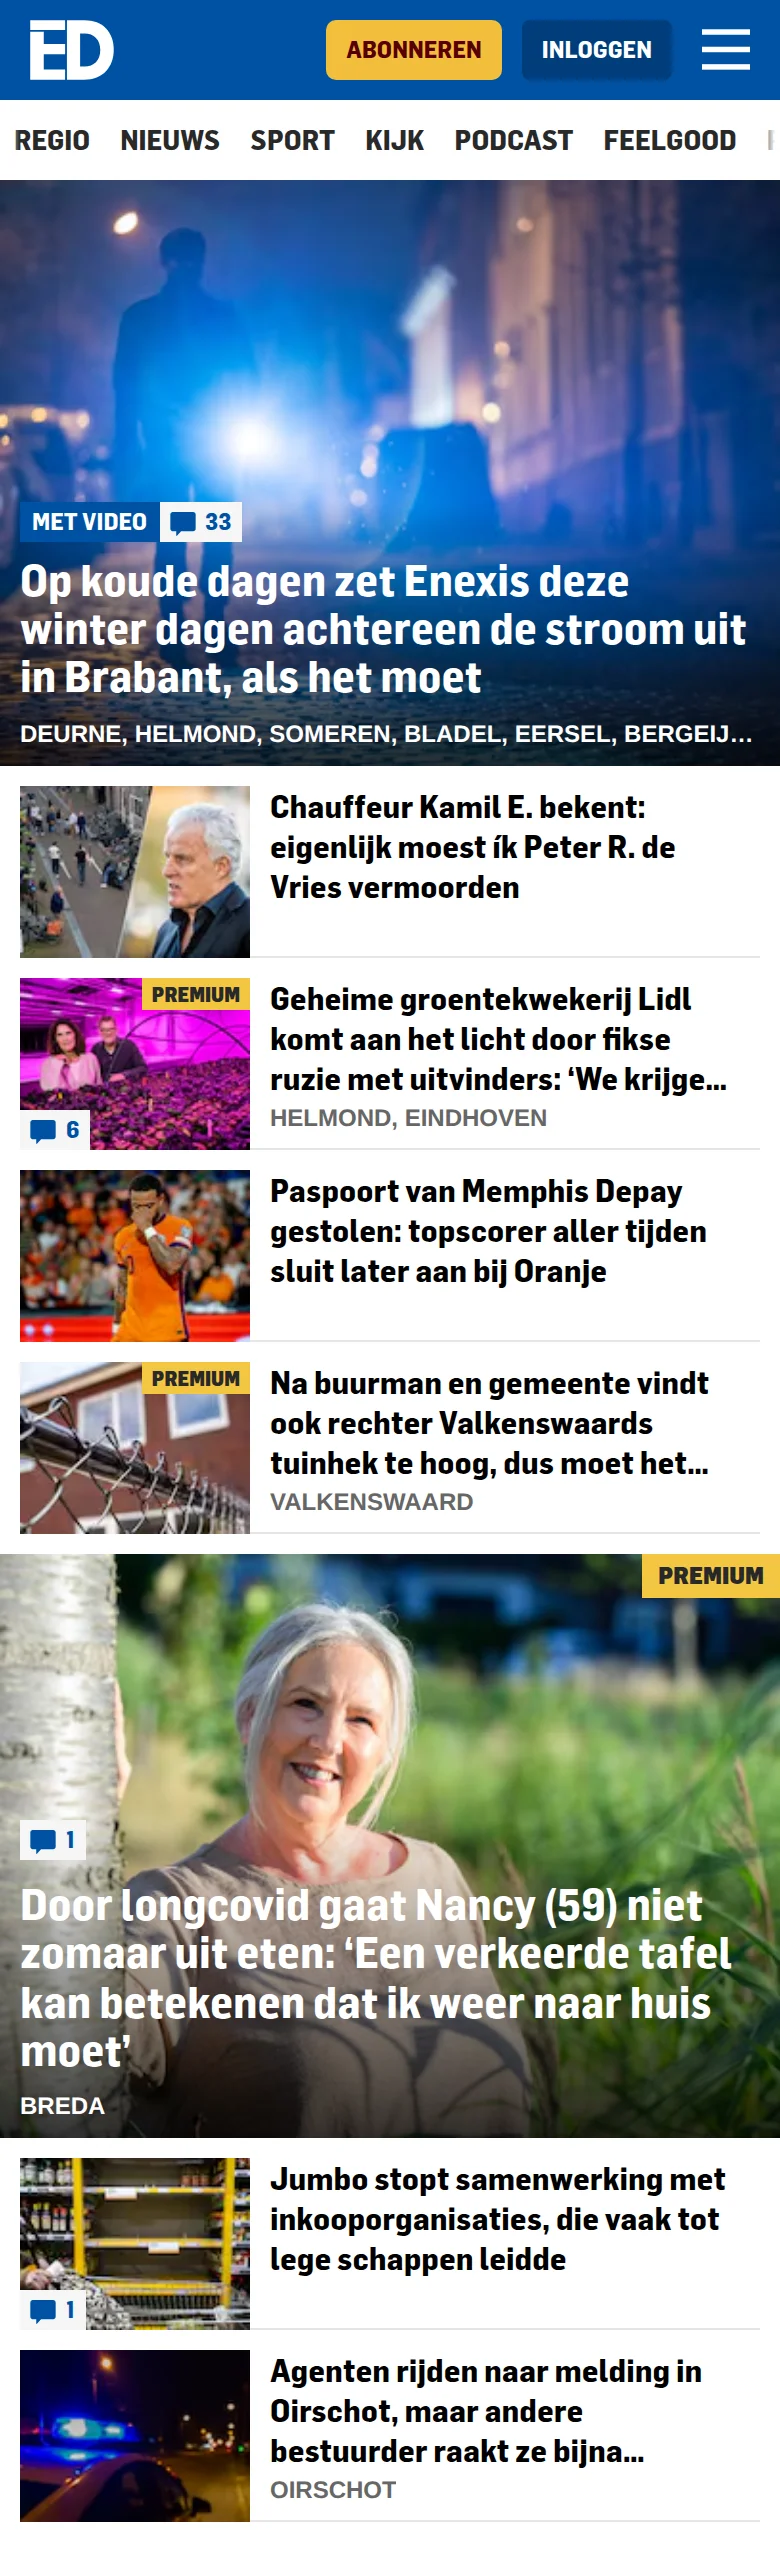 ED
ABONNEREN
INLOGGEN
REGIO NIEUWS SPORT KIJK PODCAST FEELGOOD
MET VIDEO
33
Op koude dagen zet Enexis deze
winter dagen achtereen de stroom uit
in Brabant, als het moet
DEURNE, HELMOND, SOMEREN, BLADEL, EERSEL, BERGEIJ…
Chauffeur Kamil E. bekent:
eigenlijk moest ík Peter R. de
Vries vermoorden
PREMIUM
6
Geheime groentekwekerij Lidl
komt aan het licht door fikse
ruzie met uitvinders: ‘We krijge…
HELMOND, EINDHOVEN
Paspoort van Memphis Depay
gestolen: topscorer aller tijden
sluit later aan bij Oranje
PREMIUM
Na buurman en gemeente vindt
ook rechter Valkenswaards
tuinhek te hoog, dus moet het…
VALKENSWAARD
PREMIUM
1
Door longcovid gaat Nancy (59) niet
zomaar uit eten: ‘Een verkeerde tafel
kan betekenen dat ik weer naar huis
moet’
BREDA
1
Jumbo stopt samenwerking met
inkooporganisaties, die vaak tot
lege schappen leidde
Agenten rijden naar melding in
Oirschot, maar andere
bestuurder raakt ze bijna…
OIRSCHOT